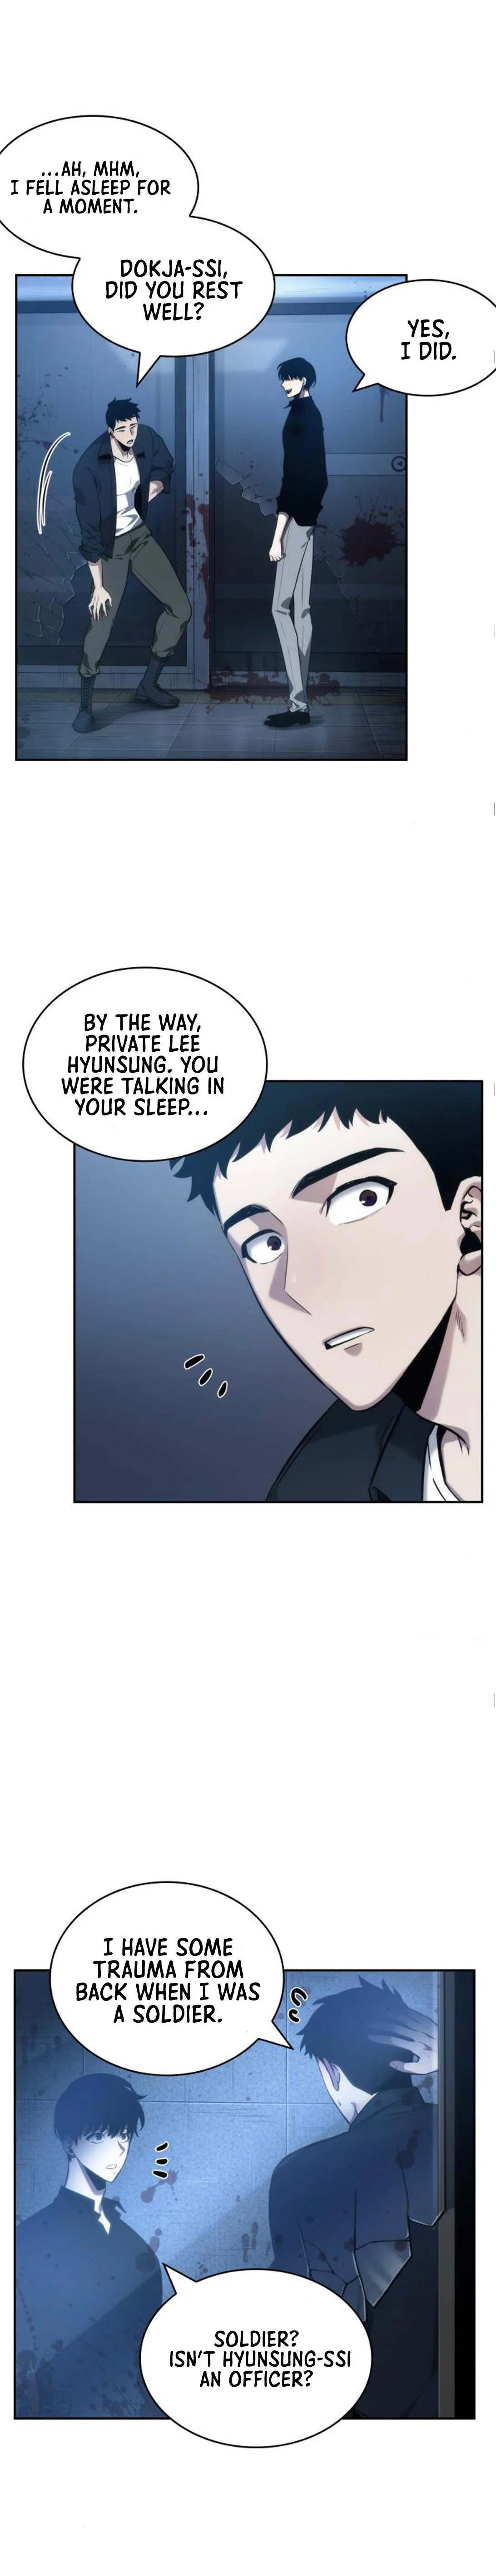 ...AH, MHM,
I FELL ASLEEP FOR
A MOMENT.
DOKJA-SSI,
DID YOU REST
WELL?
YES,
I DID.
BY THE WAY,
PRIVATE LEE
HYUNSUNG. YOU
WERE TALKING IN
YOUR SLEEP...
I HAVE SOME
TRAUMA FROM
BACK WHEN I WAS
A SOLDIER.
SOLDIER?
ISN'T HYUNSUNG-SSI
AN OFFICER?